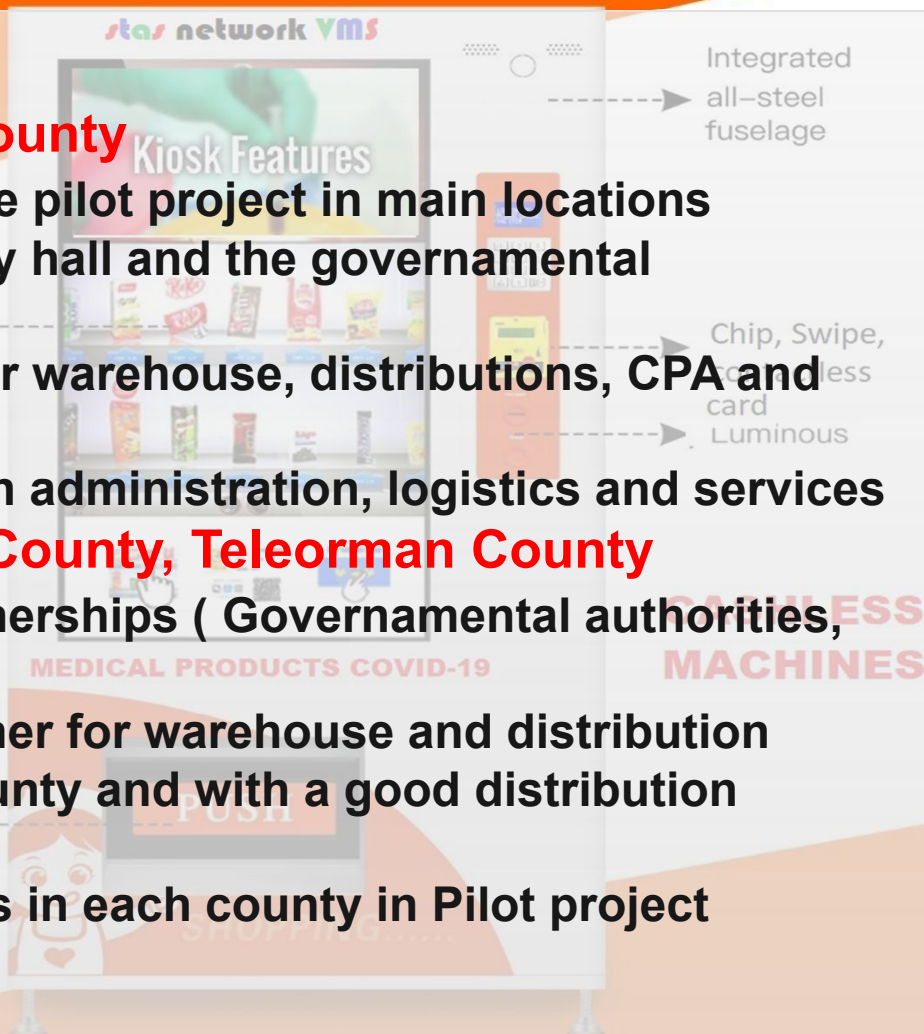 stas network VMS
Integrated
all-steel
fuselage
ounty
Kiosk Features
e pilot project in main locations
y hall and the governamental
Chip, Swipe,
r warehouse, distributions, CPA and
card
Luminous
n administration, logistics and services
County, Teleorman County
nerships ( Governamental authorities,
CASHLESS
MEDICAL PRODUCTS COVID-19
MACHINES
ner for warehouse and distribution
unty and with a good distribution
PUSH
s in each county in Pilot project
SHOPPING......